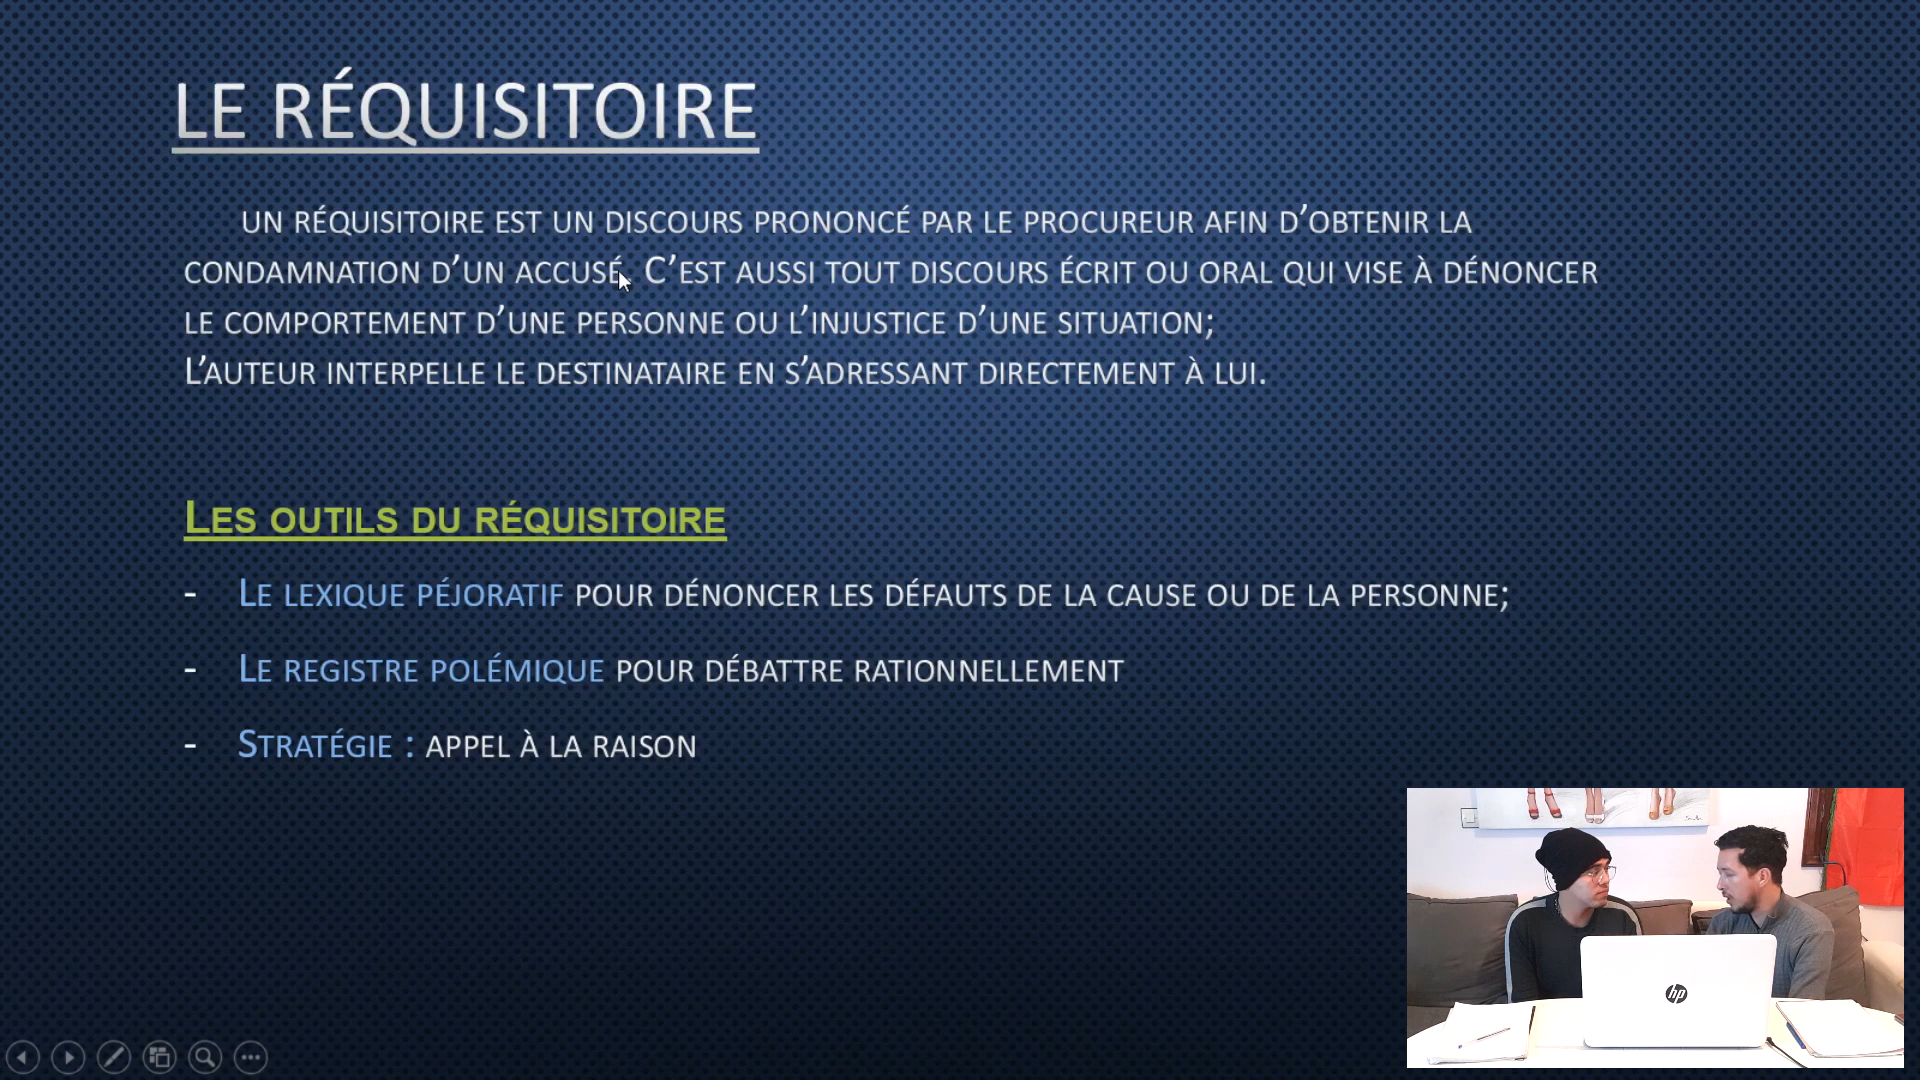 LE RÉQUISITOIRE
UN RÉQUISITOIRE EST UN DISCOURS PRONONCÉ PAR LE PROCUREUR AFIN D’OBTENIR LA
CONDAMNATION D’UN ACCUSÉ. C’EST AUSSI TOUT DISCOURS ÉCRIT OU ORAL QUI VISE À DÉNONCER
LE COMPORTEMENT D’UNE PERSONNE OU L’INJUSTICE D’UNE SITUATION;
L’AUTEUR INTERPELLE LE DESTINATAIRE EN S’ADRESSANT DIRECTEMENT À LUI.
LES OUTILS DU RÉQUISITOIRE
- LE LEXIQUE PÉJORATIF POUR DÉNONCER LES DÉFAUTS DE LA CAUSE OU DE LA PERSONNE;
- LE REGISTRE POLÉMIQUE POUR DÉBATTRE RATIONNELLEMENT
- STRATÉGIE : APPEL À LA RAISON
hp